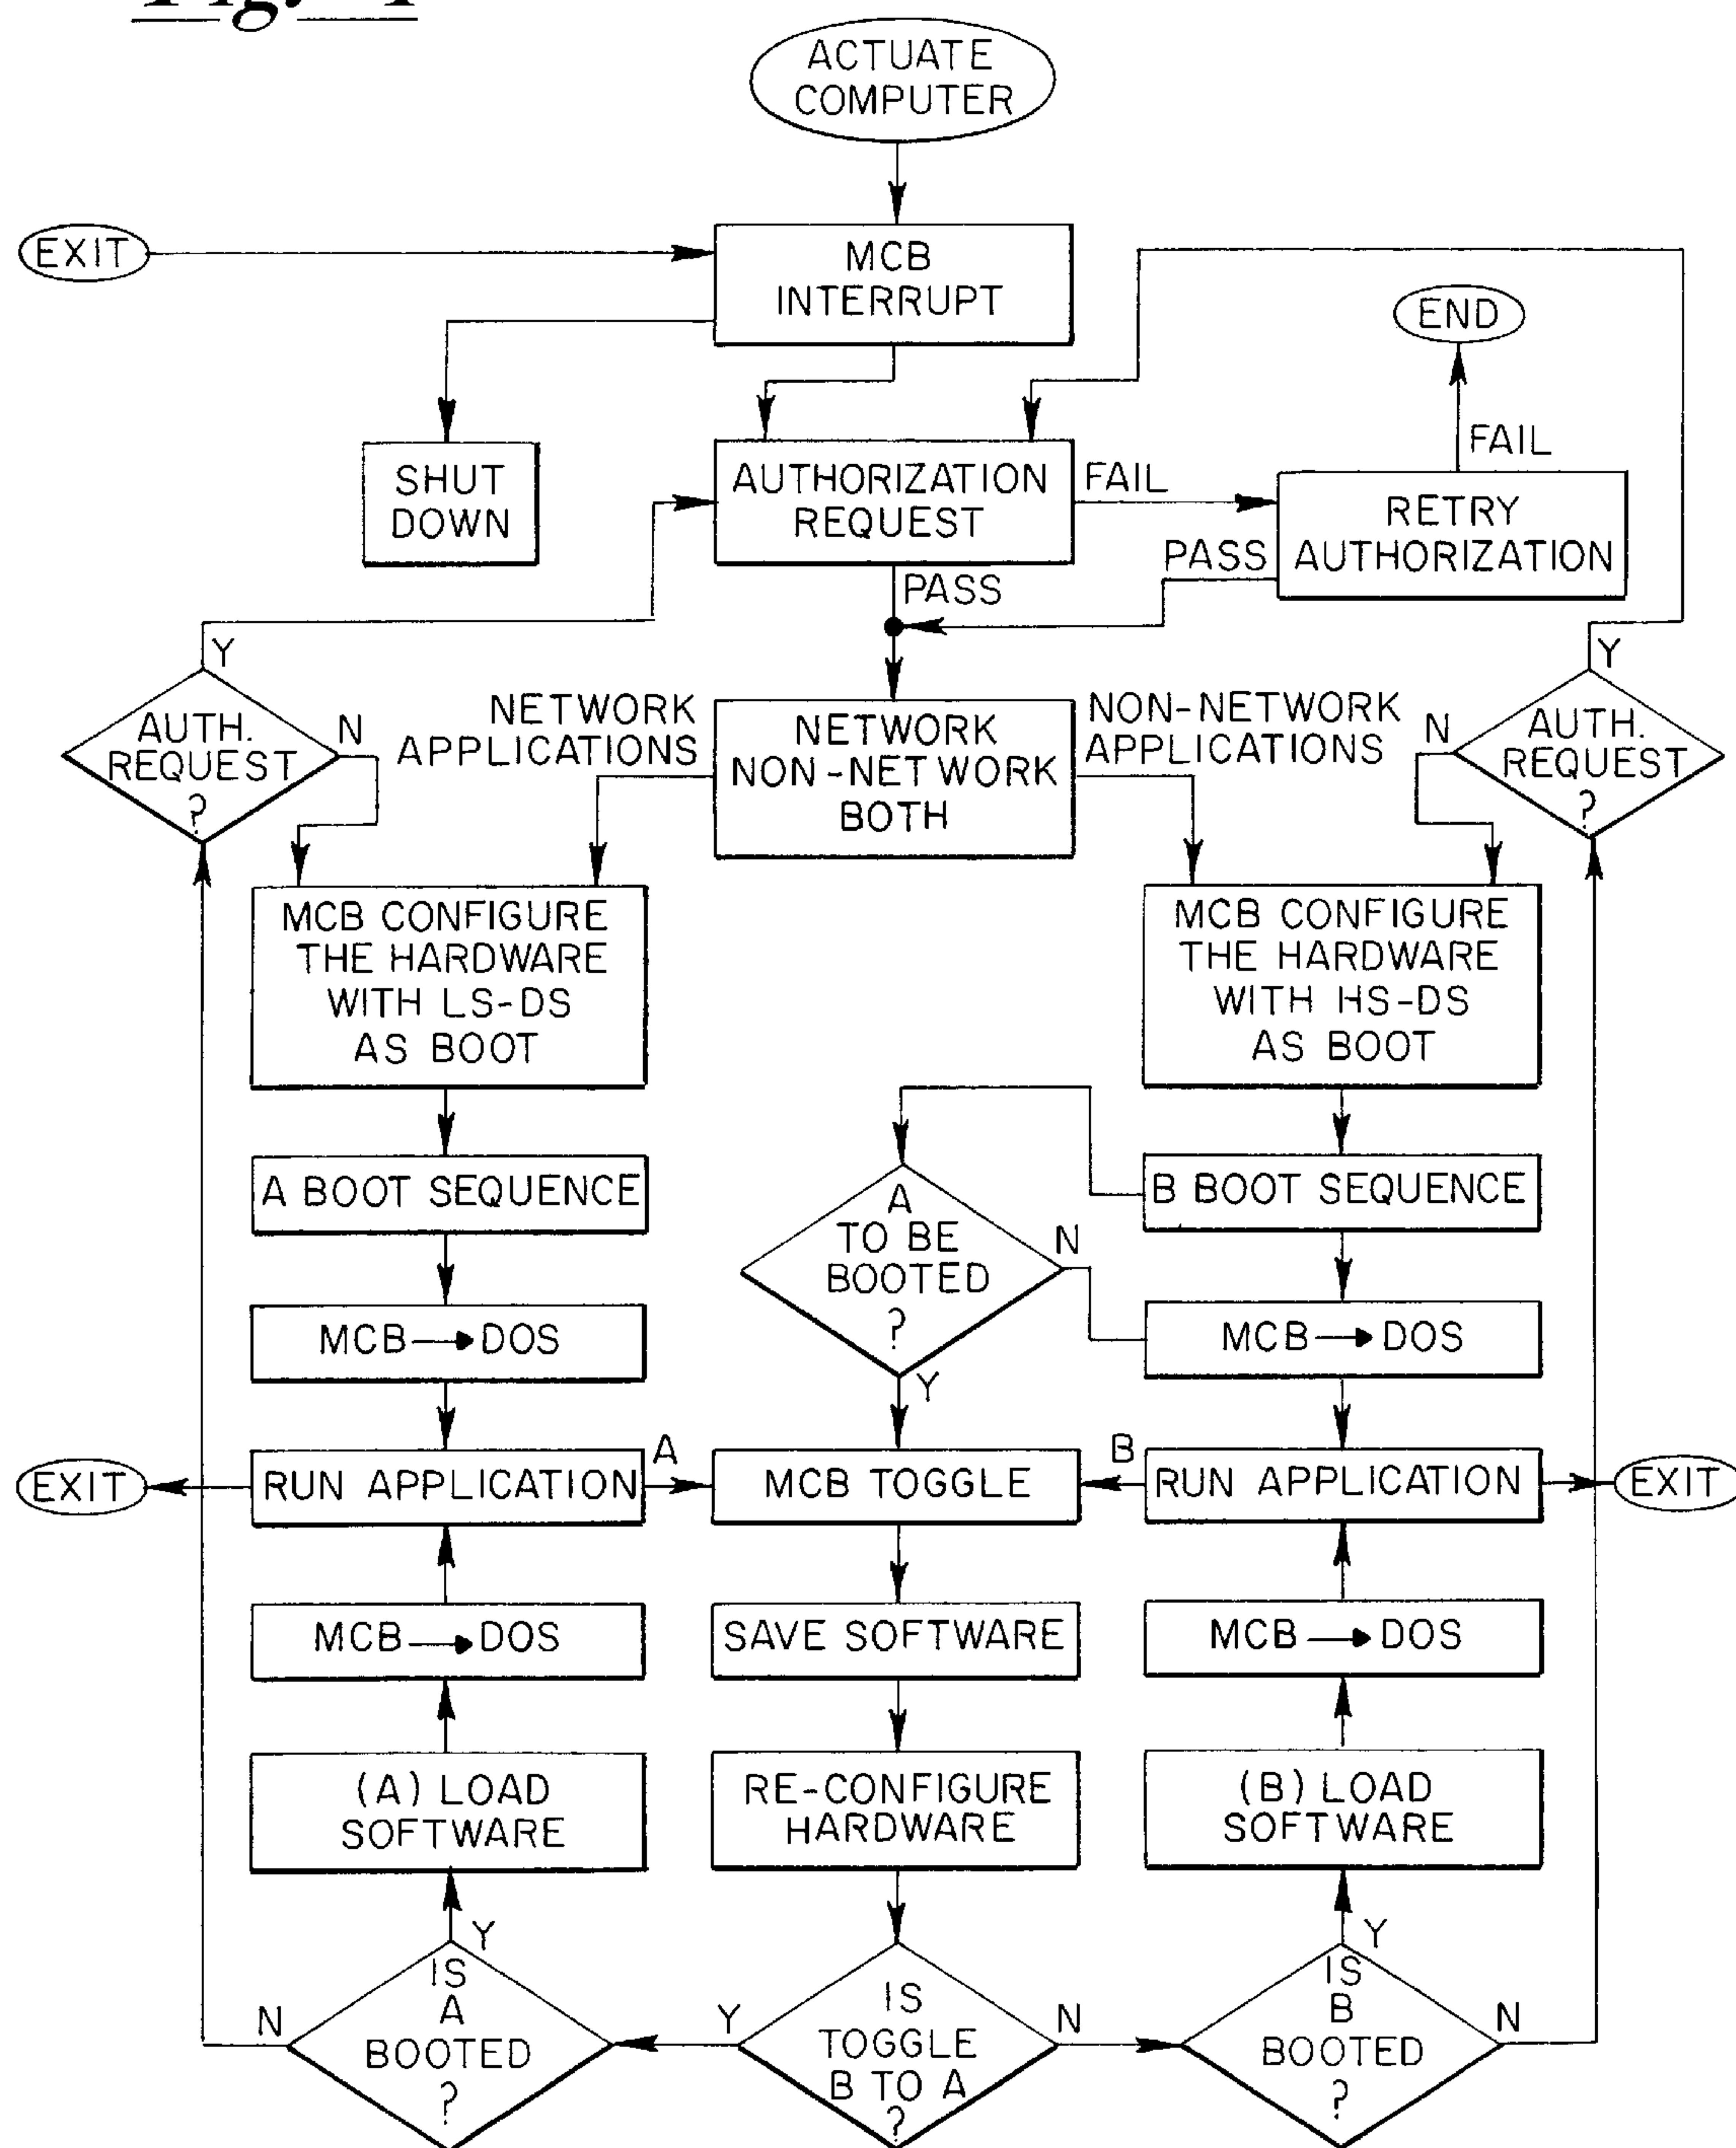 ACTUATE
COMPUTER
EXIT
MCB
INTERRUPT
END
FAIL
SHUT
DOWN
AUTHORIZATION
REQUEST
FAIL
RETRY
AUTHORIZATION
PASS
PASS
Y
Y
AUTH.
REQUEST
?
N
NETWORK
APPLICATIONS
NETWORK
NON-NETWORK
BOTH
NON-NETWORK
APPLICATIONS
N
AUTH.
REQUEST
?
MCB CONFIGURE
THE HARDWARE
WITH LS-DS
AS BOOT
MCB CONFIGURE
THE HARDWARE
WITH HS-DS
AS BOOT
A BOOT SEQUENCE
A
TO BE
BOOTED
?
N
Y
B BOOT SEQUENCE
MCB → DOS
MCB → DOS
EXIT
RUN APPLICATION
A
MCB TOGGLE
B
RUN APPLICATION
EXIT
MCB → DOS
SAVE SOFTWARE
MCB → DOS
(A) LOAD
SOFTWARE
RE-CONFIGURE
HARDWARE
(B) LOAD
SOFTWARE
N
Y
IS
A
BOOTED
?
Y
IS
TOGGLE
B TO A
?
N
Y
IS
B
BOOTED
?
N